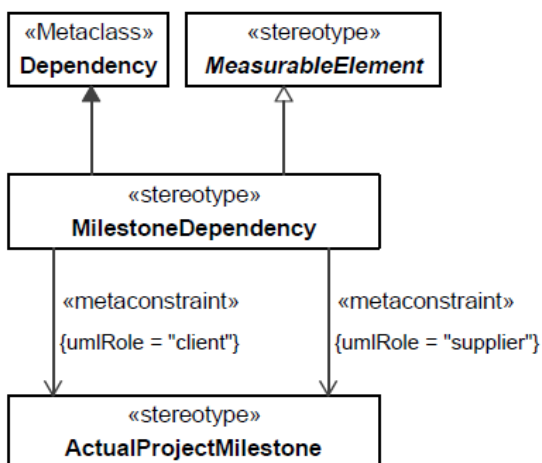 «Metaclass»
Dependency
«stereotype»
MeasurableElement
«stereotype»
MilestoneDependency
«metaconstraint»
{umlRole = "client"}
«metaconstraint»
{umlRole = "supplier"}
«stereotype»
ActualProjectMilestone